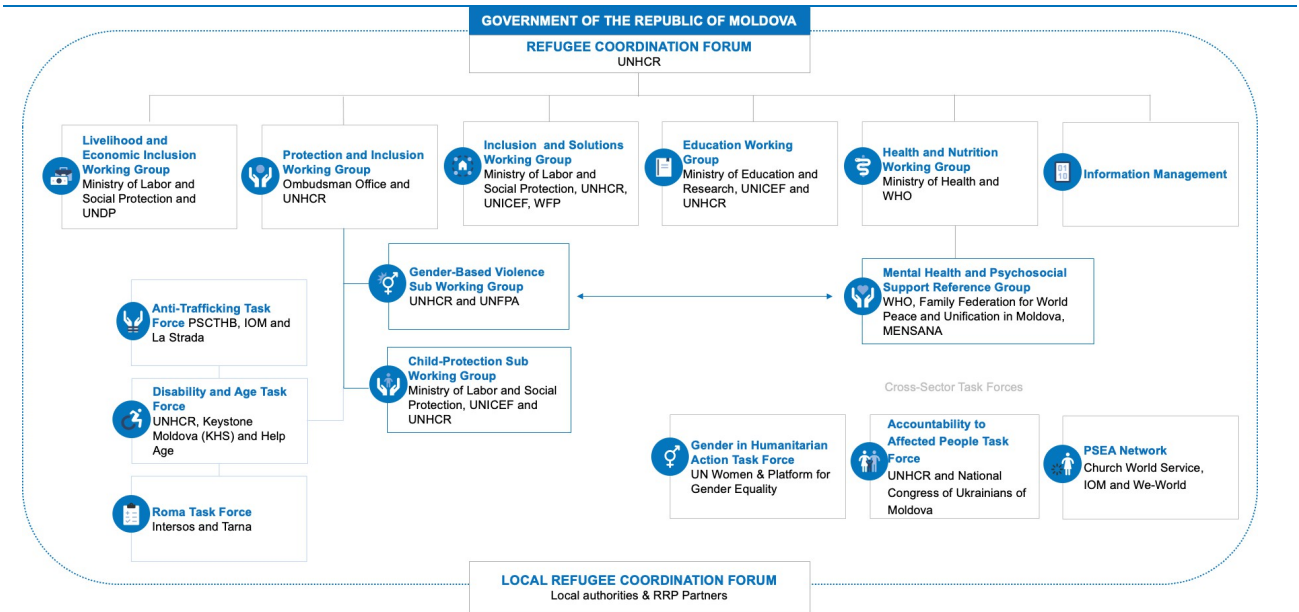 GOVERNMENT OF THE REPUBLIC OF MOLDOVA
REFUGEE COORDINATION FORUM
UNHCR
Livelihood and
Economic Inclusion
Working Group
Ministry of Labor and
Social Protection and
UNDP
Protection and Inclusion
Working Group
Ombudsman Office and
UNHCR
Inclusion and Solutions
Working Group
Ministry of Labor and
Social Protection, UNHCR,
UNICEF, WFP
Education Working
Group
Ministry of Education and
Research, UNICEF and
UNHCR
Health and Nutrition
Working Group
Ministry of Health and
WHO
01
10
Information Management
Gender-Based Violence
Sub Working Group
UNHCR and UNFPA
Mental Health and Psychosocial
Support Reference Group
WHO, Family Federation for World
Peace and Unification in Moldova,
MENSANA
Anti-Trafficking Task
Force PSCTHB, IOM and
La Strada
Child-Protection Sub
Working Group
Ministry of Labor and Social
Protection, UNICEF and
UNHCR
Disability and Age Task
Force
UNHCR, Keystone
Moldova (KHS) and Help
Age
Roma Task Force
Intersos and Tarna
Cross-Sector Task Forces
Gender in Humanitarian
Action Task Force
UN Women & Platform for
Gender Equality
Accountability to
Affected People Task
Force
UNHCR and National
Congress of Ukrainians of
Moldova
PSEA Network
Church World Service,
IOM and We-World
LOCAL REFUGEE COORDINATION FORUM
Local authorities & RRP Partners